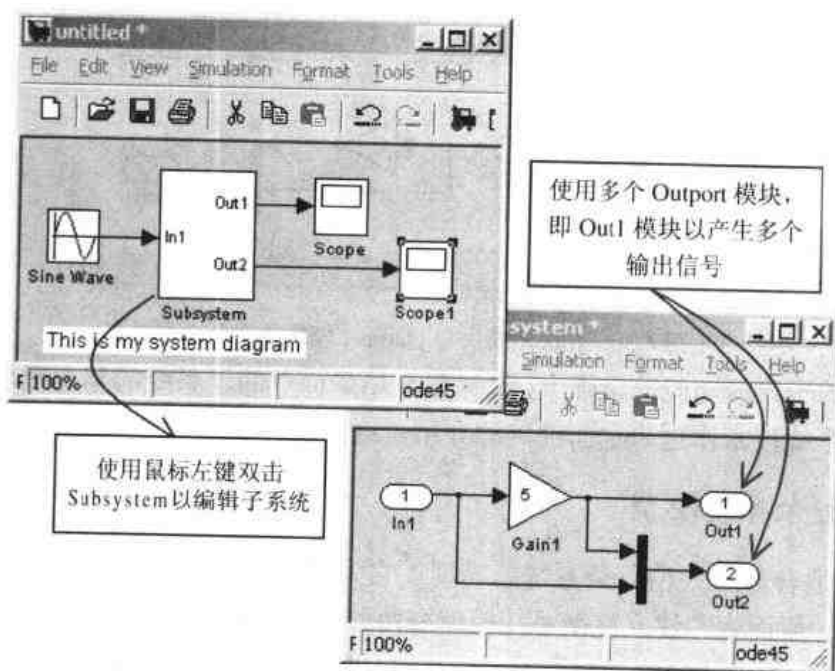 untitled *
File Edit View Simulation Format Tools Help
Out1
In1
Out2
Sine Wave
Subsystem
Scope
Scope1
This is my system diagram
100%
ode45
使用多个 Outport 模块，
即 Out1 模块以产生多个
输出信号
使用鼠标左键双击
Subsystem以编辑子系统
system *
Simulation Format Tools Help
1
In1
5
Gain1
1
Out1
2
Out2
100%
ode45